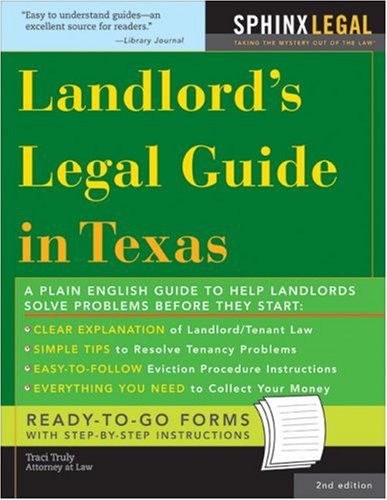 "Easy to understand guides—an
excellent source for readers."
—Library Journal
SPHINX LEGAL
TAKING THE MYSTERY OUT OF THE LAW™
Landlord's
Legal Guide
in Texas
A PLAIN ENGLISH GUIDE TO HELP LANDLORDS
SOLVE PROBLEMS BEFORE THEY START:
CLEAR EXPLANATION of Landlord/Tenant Law
SIMPLE TIPS to Resolve Tenancy Problems
EASY-TO-FOLLOW Eviction Procedure Instructions
EVERYTHING YOU NEED to Collect Your Money
READY-TO-GO FORMS
WITH STEP-BY-STEP INSTRUCTIONS
Traci Truly
Attorney at Law
2nd edition